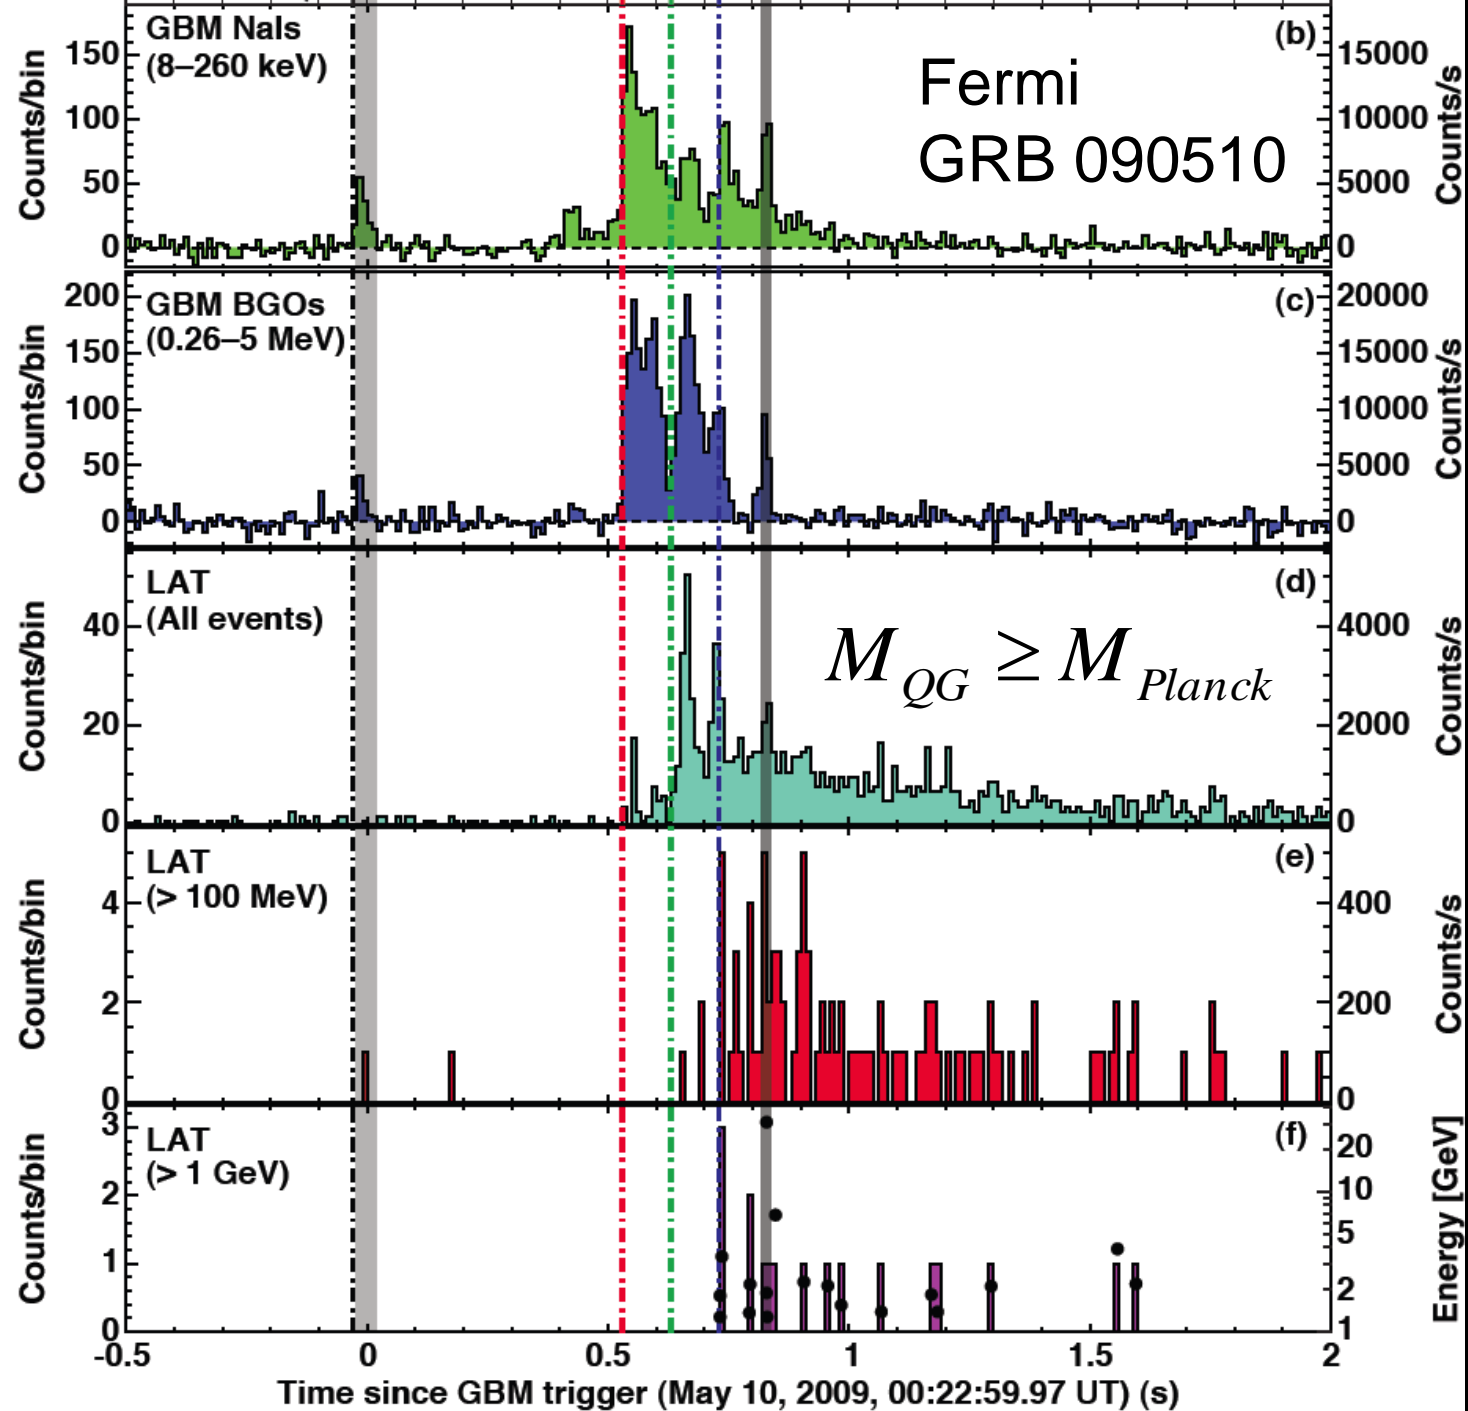 GBM NaIs
(8–260 keV)
(b)
Fermi
GRB 090510
Counts/bin
150
100
50
0
15000
10000
5000
0
Counts/s
GBM BGOs
(0.26–5 MeV)
(c)
Counts/bin
200
150
100
50
0
20000
15000
10000
5000
0
Counts/s
LAT
(All events)
(d)
M_QG ≥ M_Planck
Counts/bin
40
20
0
4000
2000
0
Counts/s
LAT
(> 100 MeV)
(e)
Counts/bin
4
2
0
400
200
0
Counts/s
LAT
(> 1 GeV)
(f)
Counts/bin
3
2
1
0
20
10
5
2
1
Energy [GeV]
-0.5 0 0.5 1 1.5 2
Time since GBM trigger (May 10, 2009, 00:22:59.97 UT) (s)